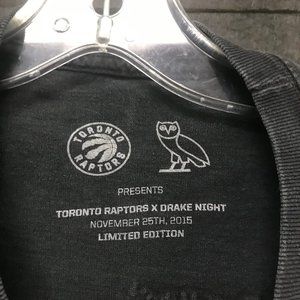 TORONTO
RAPTORS
PRESENTS
TORONTO RAPTORS X DRAKE NIGHT
NOVEMBER 25TH, 2015
LIMITED EDITION